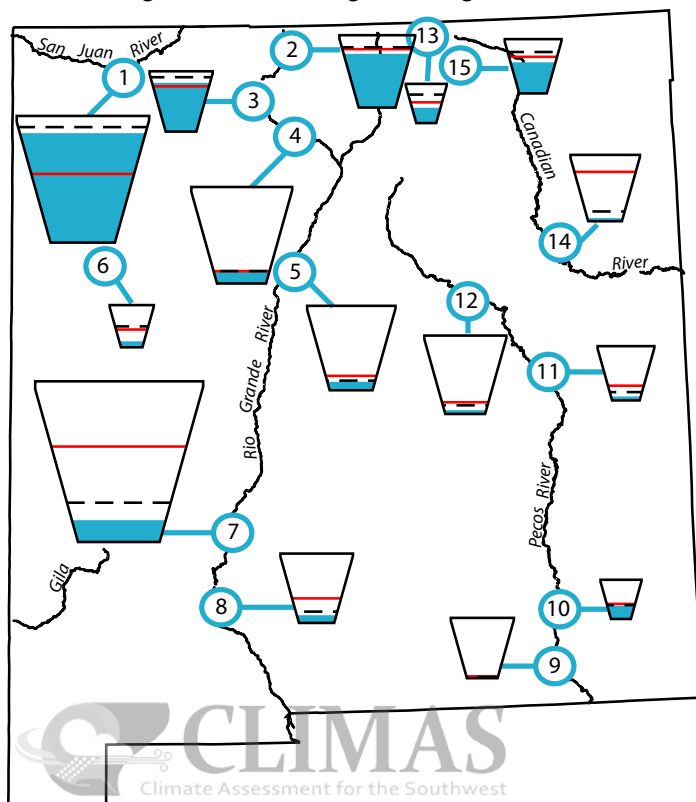 San Juan River
1
2
3
4
13
15
Canadian
14
River
6
5
12
11
Rio Grande River
Pecos River
7
Gila
8
10
9
CLIMAS
Climate Assessment for the Southwest